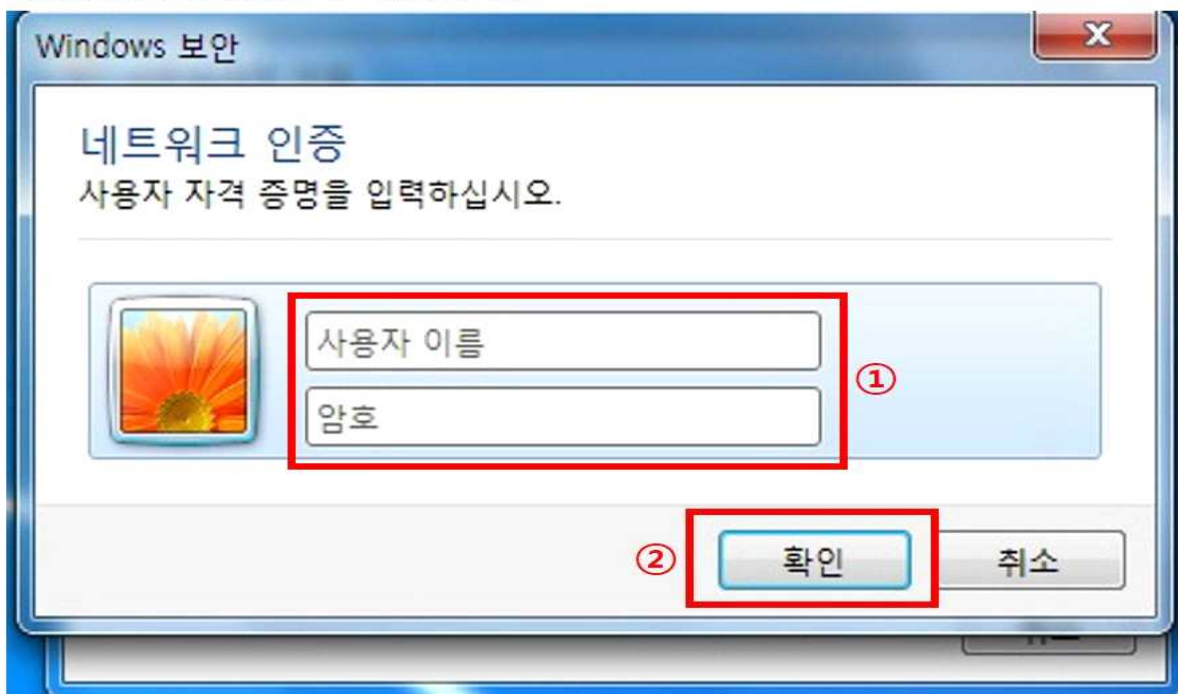 Windows 보안
네트워크 인증
사용자 자격 증명을 입력하십시오.
사용자 이름
①
암호
②
확인
취소